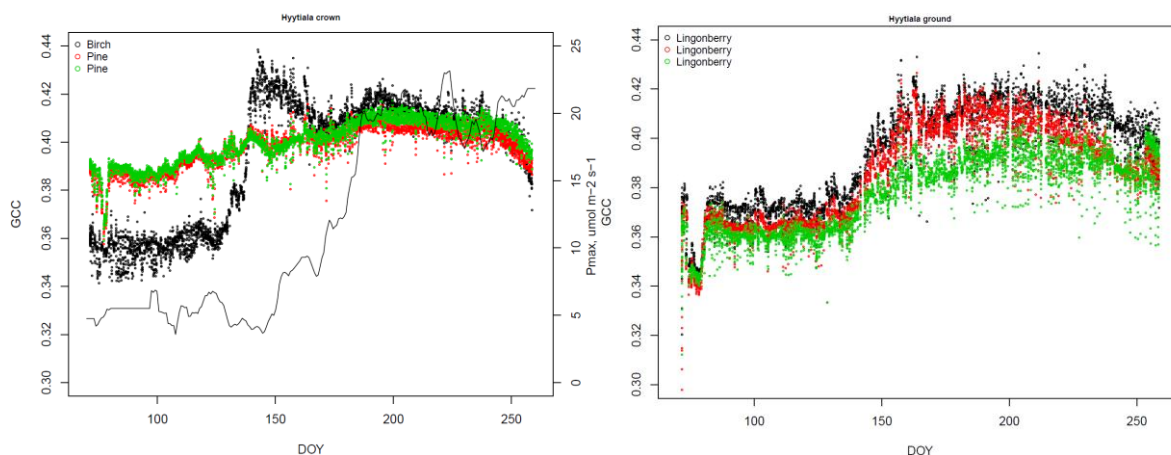 Hyytiala crown
Birch
Pine
Pine
GCC
0.44
0.42
0.40
0.38
0.36
0.34
0.32
0.30
25
20
15
10
5
0
Pmax, umol m−2 s−1
100
150
200
250
DOY
Hyytiala ground
Lingonberry
Lingonberry
Lingonberry
GCC
0.44
0.42
0.40
0.38
0.36
0.34
0.32
0.30
100
150
200
250
DOY